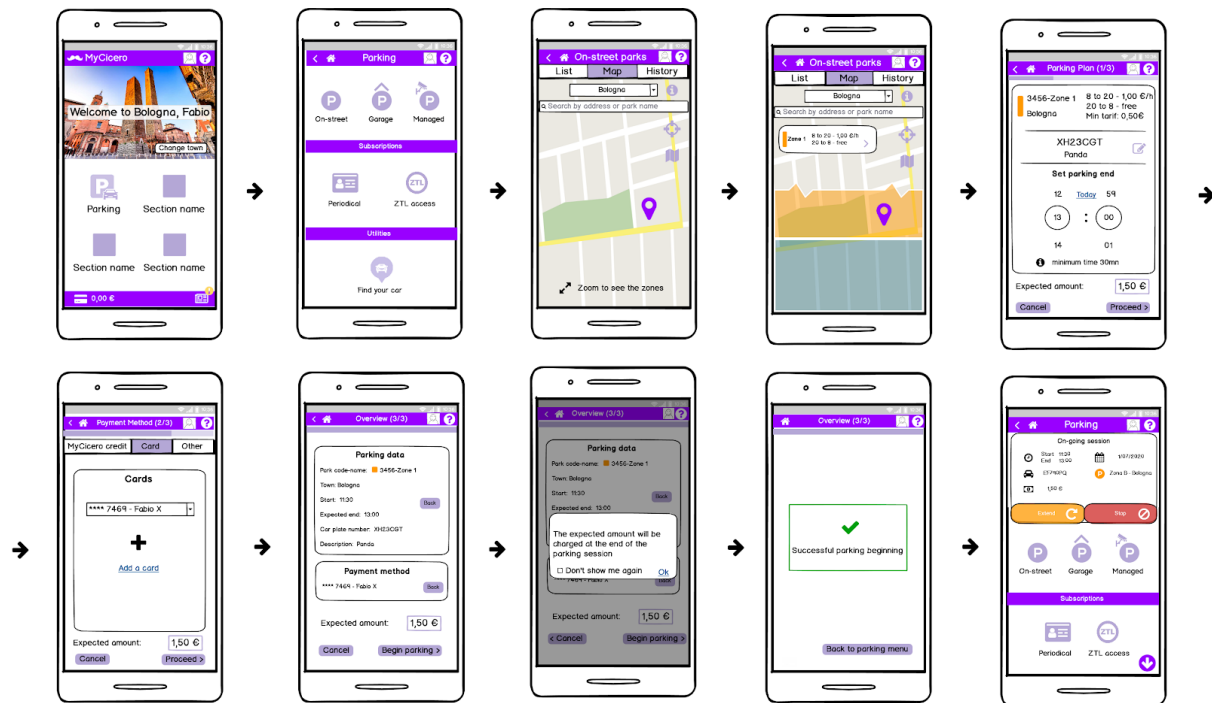 MyCicero
?
Welcome to Bologna, Fabio
Change town
P
Parking
Section name
Section name
Section name
0,00 €
Parking
?
P
P
P
On-street
Garage
Managed
Subscriptions
ZTL
Periodical
ZTL access
Utilities
Find your car
On-street parks
?
List
Map
History
Bologna
i
Search by address or park name
Zoom to see the zones
On-street parks
?
List
Map
History
Bologna
i
Search by address or park name
Zone 1
8 to 20 - 1,00 €/h
20 to 8 - free
Parking Plan (1/3)
?
3456-Zone 1
Bologna
8 to 20 - 1,00 €/h
20 to 8 - free
Min tarif: 0,50€
XH23CGT
Panda
Set parking end
12 Today 59
13 : 00
14 01
i minimum time 30mn
Expected amount: 1,50 €
Cancel
Proceed >
Payment Method (2/3)
?
MyCicero credit
Card
Other
Cards
**** 7469 - Fabio X
+
Add a card
Expected amount: 1,50 €
Cancel
Proceed >
Overview (3/3)
?
Parking data
Park code-name: 3456-Zone 1
Town: Bologna
Start: 11:30
Back
Expected end: 13:00
Car plate number: XH23CGT
Description: Panda
Payment method
**** 7469 - Fabio X
Back
Expected amount: 1,50 €
Cancel
Begin parking >
Overview (3/3)
?
Parking data
Park code-name: 3456-Zone 1
Town: Bologna
Start: 11:30
Back
Expected end: 13:00
The expected amount will be
charged at the end of the
parking session
Don't show me again
Ok
**** 7469 - Fabio X
Back
Expected amount: 1,50 €
< Cancel
Begin parking >
Overview (3/3)
?
Successful parking beginning
Back to parking menu
Parking
?
On-going session
Start 11:30
End 13:00
1/07/2020
P
Zona B - Bologna
1,50 €
Extend
Stop
P
P
P
On-street
Garage
Managed
Subscriptions
ZTL
Periodical
ZTL access